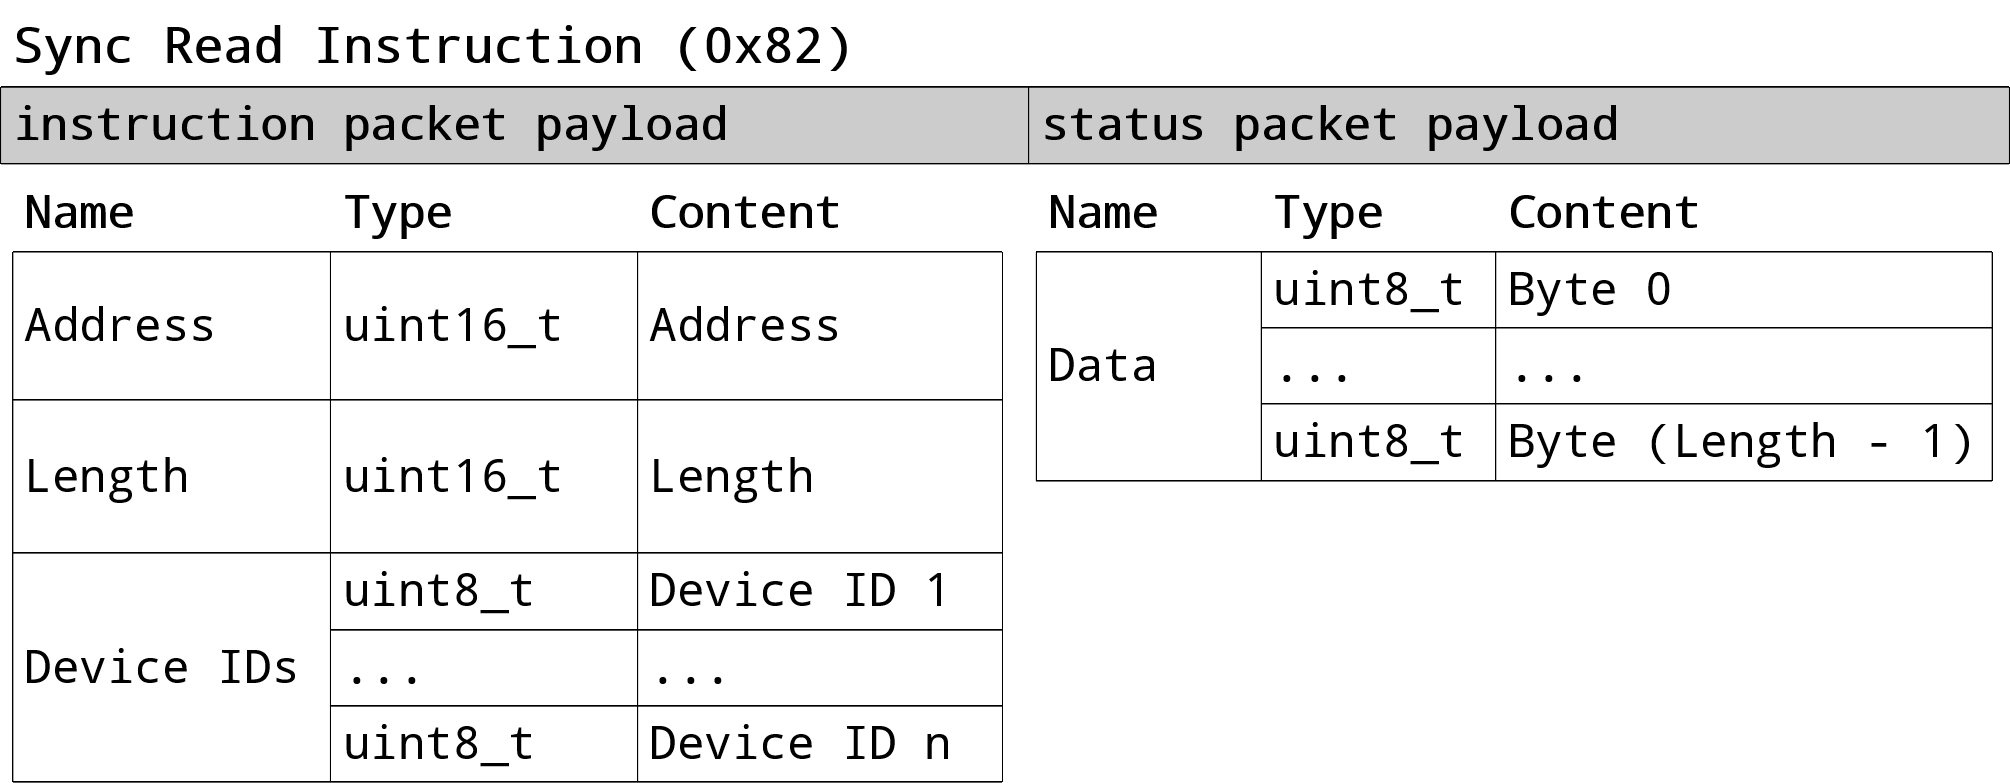 Sync Read Instruction (0x82)
instruction packet payload status packet payload
Name Type Content
Address uint16_t Address
Length uint16_t Length
Device IDs
uint8_t Device ID 1
... ...
uint8_t Device ID n
Name Type Content
Data
uint8_t Byte 0
... ...
uint8_t Byte (Length - 1)